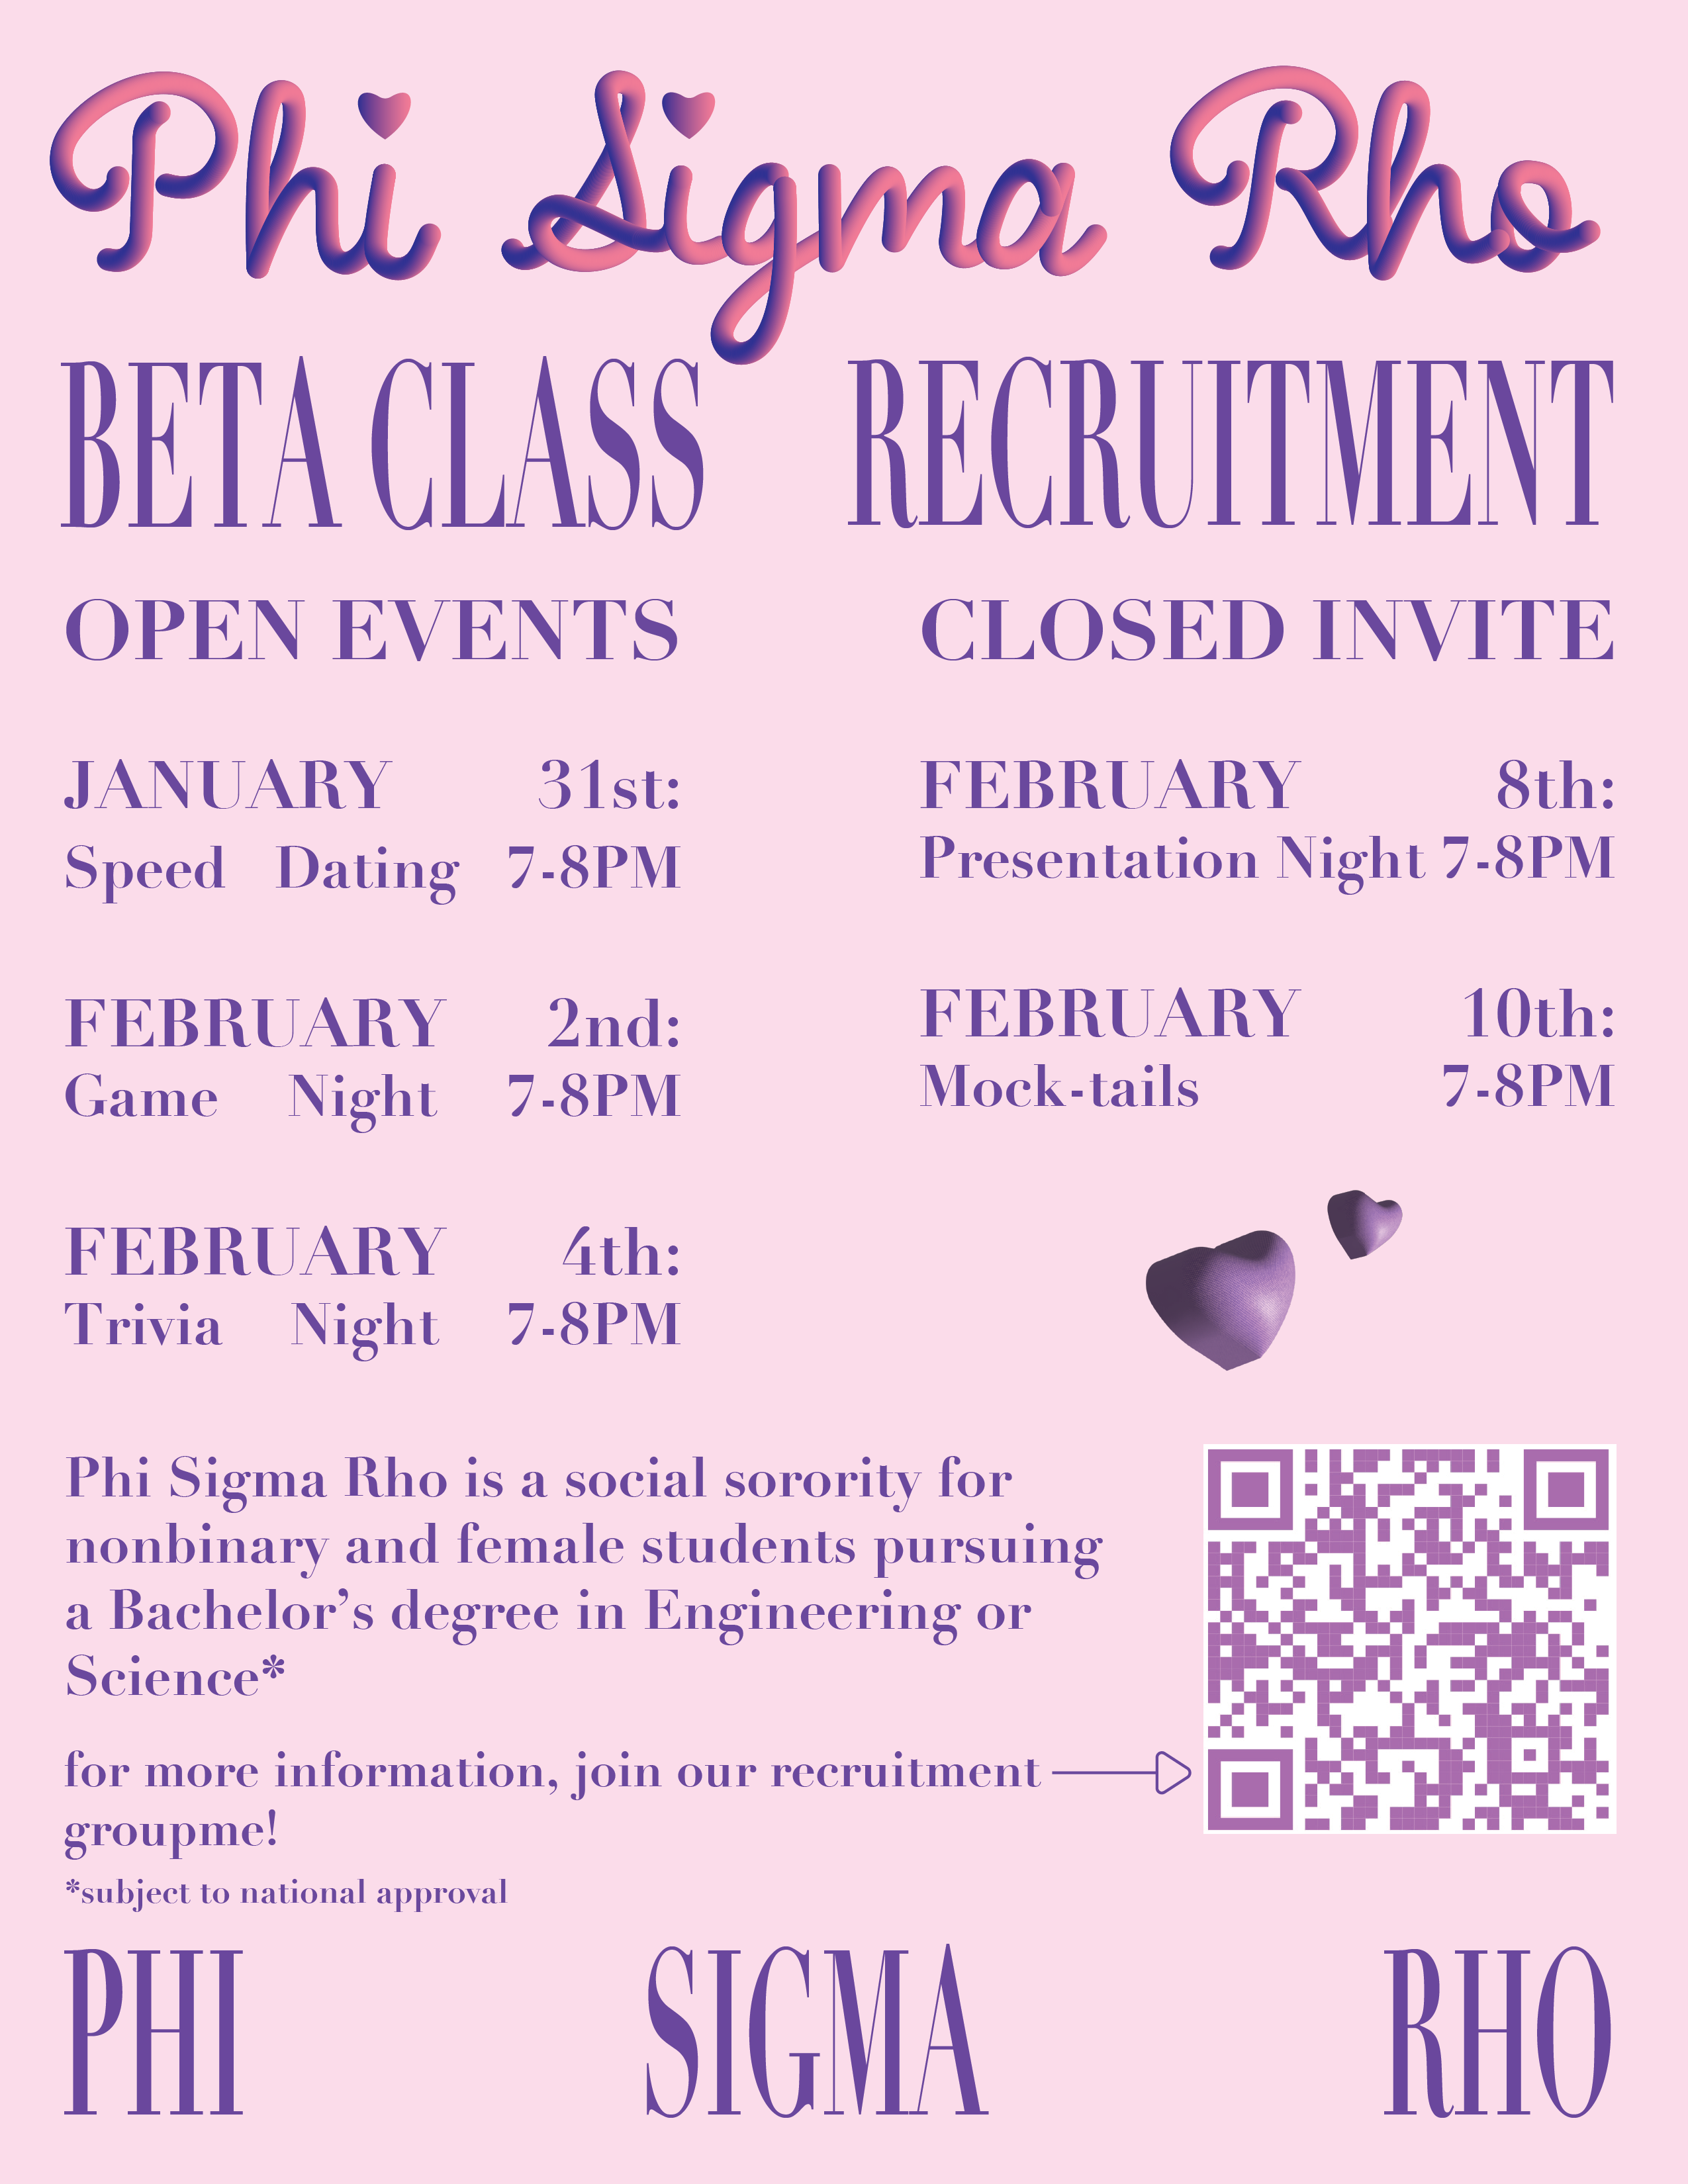 Phi Sigma Rho
BETA CLASS RECRUITMENT
OPEN EVENTS
JANUARY 31st:
Speed Dating 7-8PM
FEBRUARY 2nd:
Game Night 7-8PM
FEBRUARY 4th:
Trivia Night 7-8PM
CLOSED INVITE
FEBRUARY 8th:
Presentation Night 7-8PM
FEBRUARY 10th:
Mock-tails 7-8PM
Phi Sigma Rho is a social sorority for
nonbinary and female students pursuing
a Bachelor’s degree in Engineering or
Science*
for more information, join our recruitment
groupme!
*subject to national approval
PHI SIGMA RHO